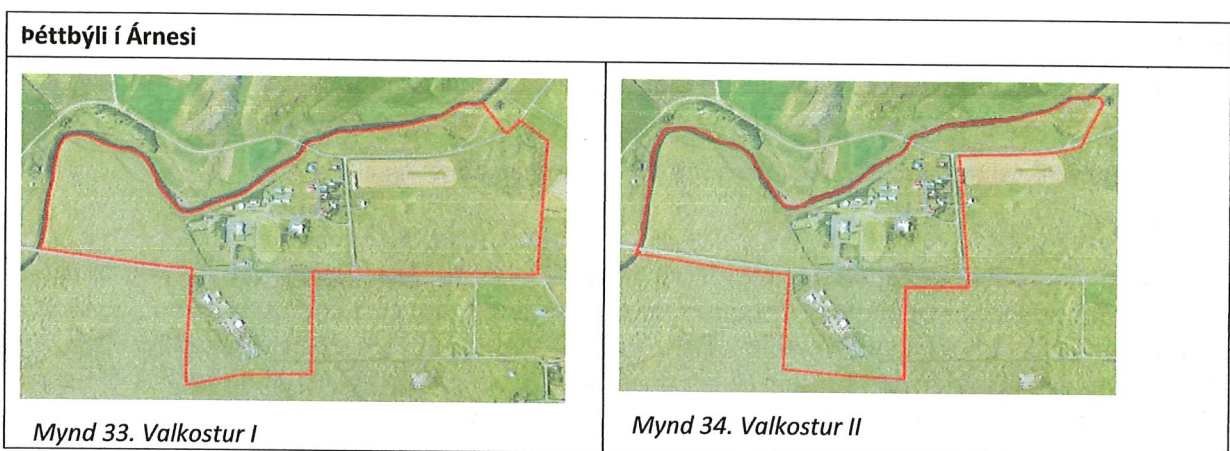 Þéttbýli í Árnesi
Mynd 33. Valkostur I
Mynd 34. Valkostur II